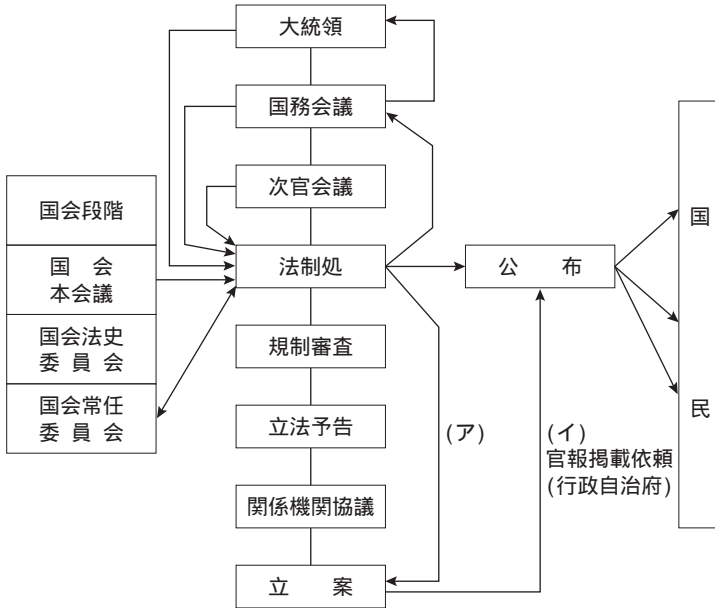 大統領
国務会議
次官会議
国会段階
国　会
本会議
国会法史
委 員 会
国会常任
委 員 会
法制処
公　　布
国
民
規制審査
立法予告
(ア)
(イ)
官報掲載依頼
(行政自治府)
関係機関協議
立　　案